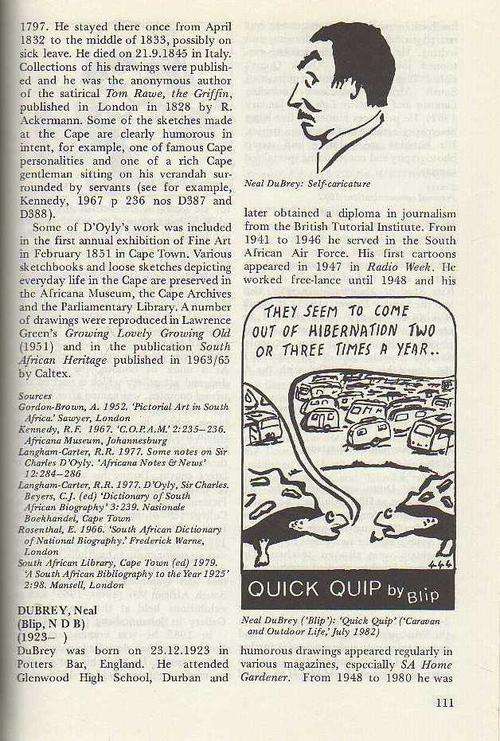 1797. He stayed there once from April
1832 to the middle of 1833, possibly on
sick leave. He died on 21.9.1845 in Italy.
Collections of his drawings were publish-
ed and he was the anonymous author
of the satirical Tom Rawe, the Griffin,
published in London in 1828 by R.
Ackermann. Some of the sketches made
at the Cape are clearly humorous in
intent, for example, one of famous Cape
personalities and one of a rich Cape
gentleman sitting on his verandah sur-
rounded by servants (see for example,
Kennedy, 1967 p 236 nos D387 and
D388).
Some of D'Oyly's work was included
in the first annual exhibition of Fine Art
in February 1851 in Cape Town. Various
sketchbooks and loose sketches depicting
everyday life in the Cape are preserved in
the Africana Museum, the Cape Archives
and the Parliamentary Library. A number
of drawings were reproduced in Lawrence
Green's Growing Lovely Growing Old
(1951) and in the publication South
African Heritage published in 1963/65
by Caltex.
Sources
Gordon-Brown, A. 1952. 'Pictorial Art in South
Africa.' Sawyer, London
Kennedy, R.F. 1967. 'C.O.P.A.M.' 2:235–236.
Africana Museum, Johannesburg
Langham-Carter, R.R. 1977. Some notes on Sir
Charles D'Oyly. 'Africana Notes & News'
12:284–286
Langham-Carter, R.R. 1977. D'Oyly, Sir Charles.
Beyers, C.J. (ed) 'Dictionary of South
African Biography' 3:239. Nasionale
Boekhandel, Cape Town
Rosenthal, E. 1966. 'South African Dictionary
of National Biography.' Frederick Warne,
London
South African Library, Cape Town (ed) 1979.
'A South African Bibliography to the Year 1925'
2:98. Mansell, London
DUBREY, Neal
(Blip, N D B)
(1923– )
DuBrey was born on 23.12.1923 in
Potters Bar, England. He attended
Glenwood High School, Durban and
Neal DuBrey: Self-caricature
later obtained a diploma in journalism
from the British Tutorial Institute. From
1941 to 1946 he served in the South
African Air Force. His first cartoons
appeared in 1947 in Radio Week. He
worked free-lance until 1948 and his
THEY SEEM TO COME
OUT OF HIBERNATION TWO
OR THREE TIMES A YEAR..
QUICK QUIP by Blip
Neal DuBrey ('Blip'): 'Quick Quip' ('Caravan
and Outdoor Life,' July 1982)
humorous drawings appeared regularly in
various magazines, especially SA Home
Gardener. From 1948 to 1980 he was
111